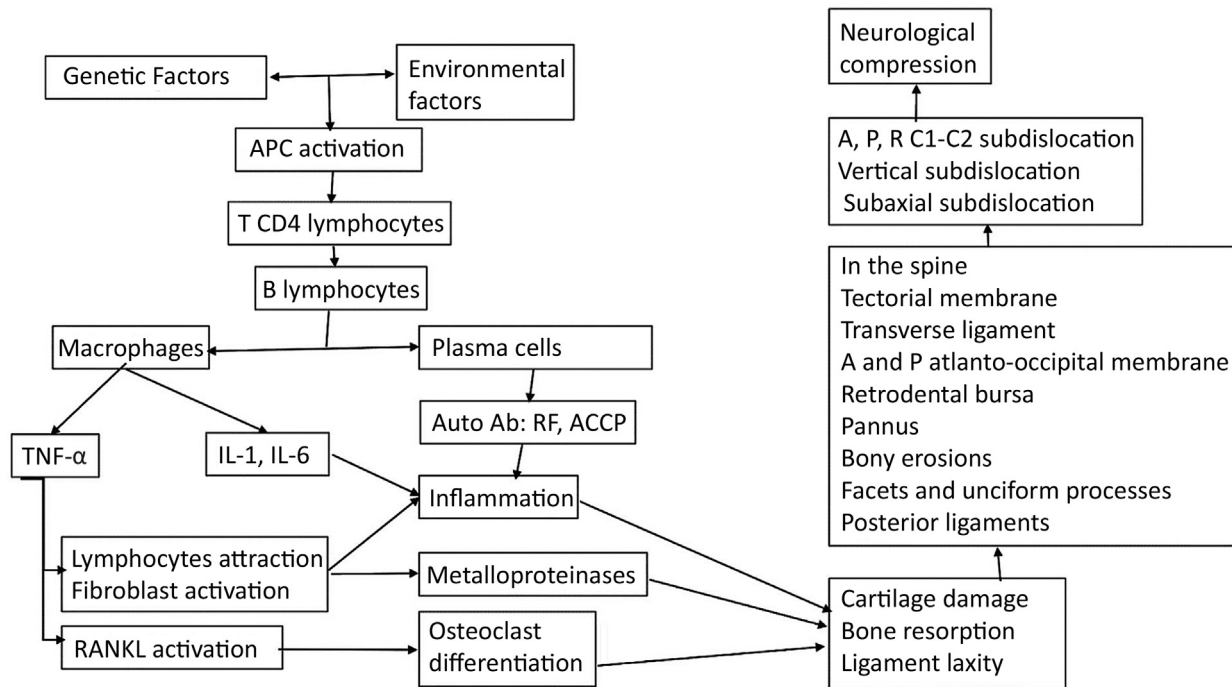 Genetic Factors
Environmental
factors
APC activation
T CD4 lymphocytes
B lymphocytes
Macrophages
Plasma cells
TNF-α
IL-1, IL-6
Auto Ab: RF, ACCP
Inflammation
Lymphocytes attraction
Fibroblast activation
Metalloproteinases
RANKL activation
Osteoclast
differentiation
Cartilage damage
Bone resorption
Ligament laxity
In the spine
Tectorial membrane
Transverse ligament
A and P atlanto-occipital membrane
Retrodental bursa
Pannus
Bony erosions
Facets and unciform processes
Posterior ligaments
A, P, R C1-C2 subdislocation
Vertical subdislocation
Subaxial subdislocation
Neurological
compression